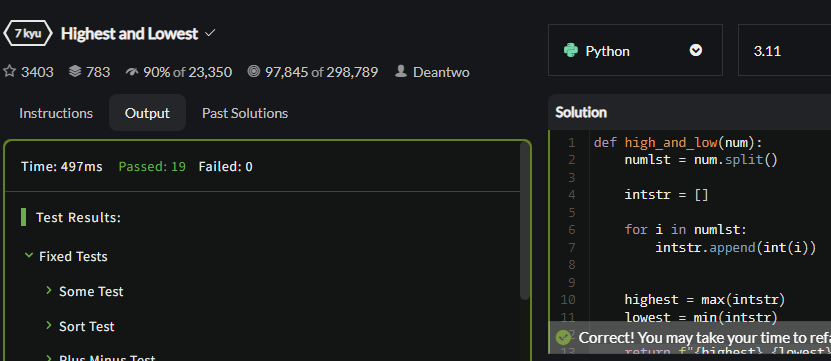 7 kyu Highest and Lowest
3403 783 90% of 23,350 97,845 of 298,789 Deantwo
Instructions Output Past Solutions
Time: 497ms Passed: 19 Failed: 0
Test Results:
Fixed Tests
Some Test
Sort Test
Plus Minus Test
Python 3.11
Solution
1 def high_and_low(num):
2 numlst = num.split()
3
4 intstr = []
5
6 for i in numlst:
7 intstr.append(int(i))
8
9
10 highest = max(intstr)
11 lowest = min(intstr)
Correct! You may take your time to refa
13 return f"{highest} {lowest}